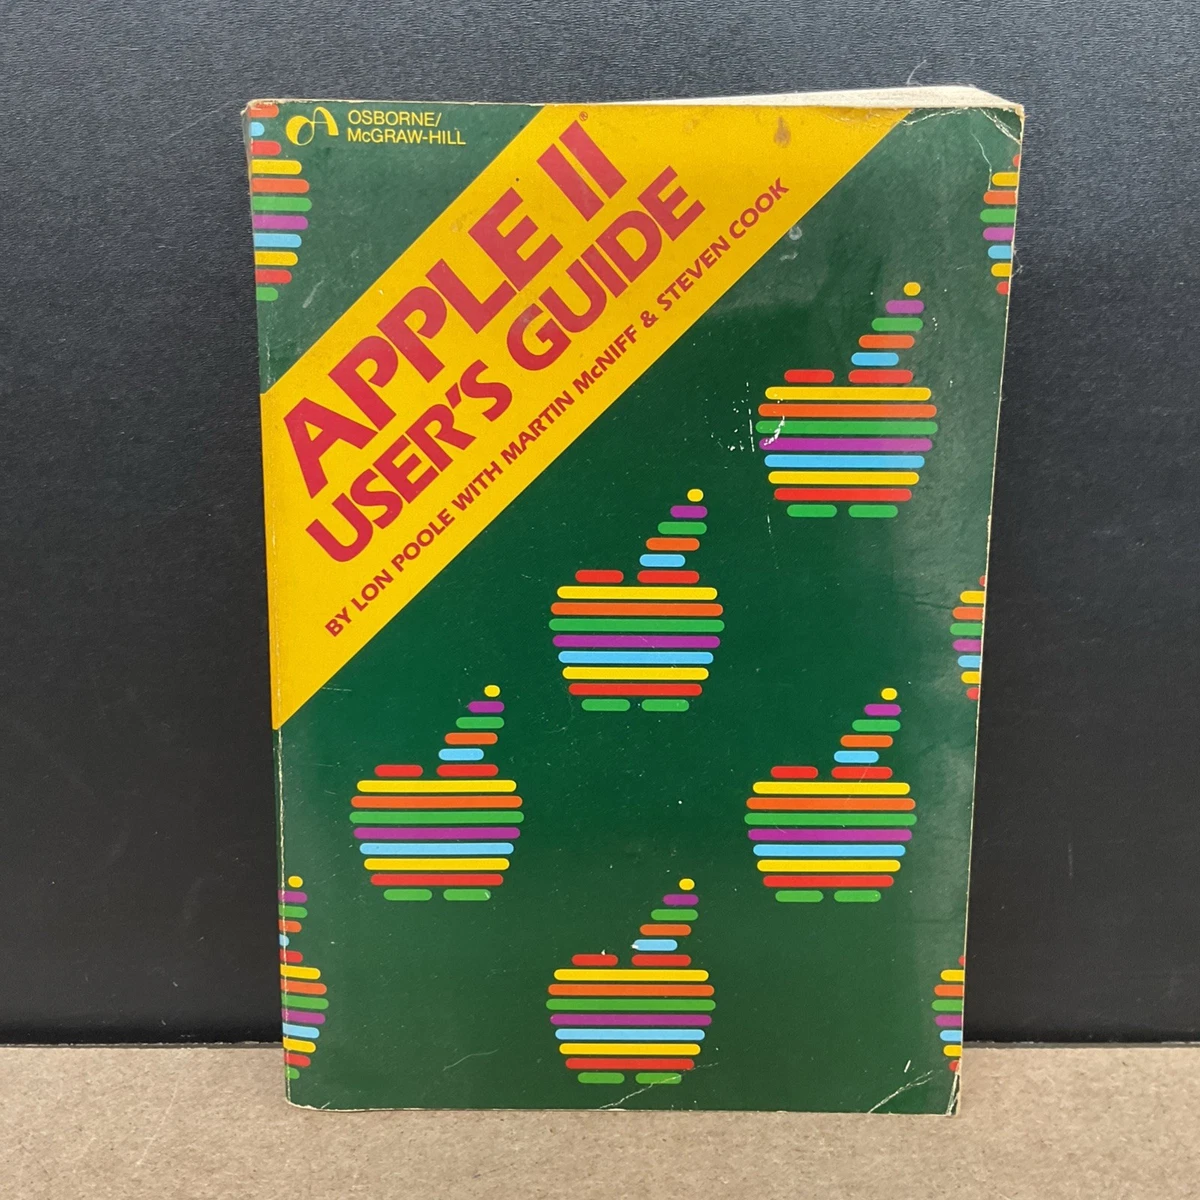 OSBORNE/
McGRAW-HILL
APPLE II®
USER'S GUIDE
BY LON POOLE WITH MARTIN McNIFF & STEVEN COOK